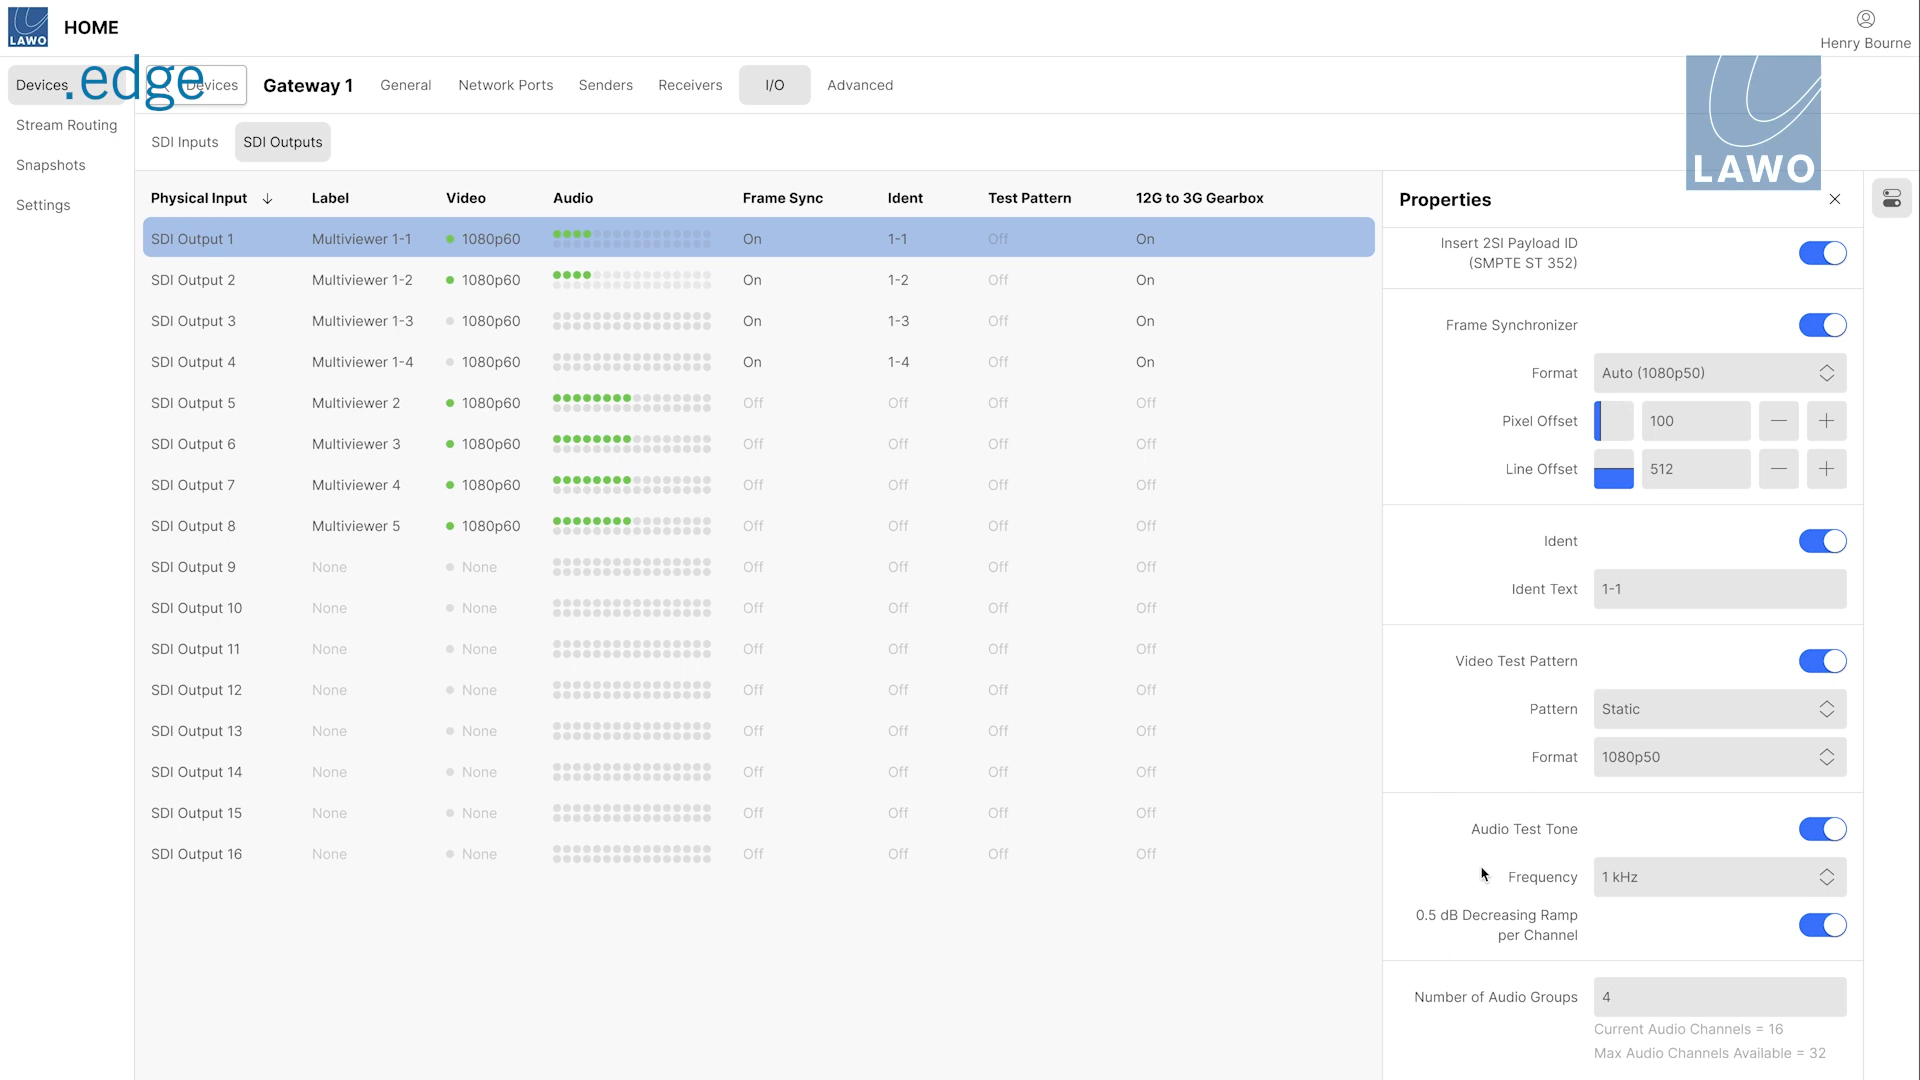 LAWO HOME
Henry Bourne
Devices .edge Devices Gateway 1 General Network Ports Senders Receivers I/O Advanced
LAWO
Stream Routing
Snapshots
Settings
SDI Inputs SDI Outputs
Physical Input Label Video Audio Frame Sync Ident Test Pattern 12G to 3G Gearbox
SDI Output 1 Multiviewer 1-1 1080p60 On 1-1 Off On
SDI Output 2 Multiviewer 1-2 1080p60 On 1-2 Off On
SDI Output 3 Multiviewer 1-3 1080p60 On 1-3 Off On
SDI Output 4 Multiviewer 1-4 1080p60 On 1-4 Off On
SDI Output 5 Multiviewer 2 1080p60 Off Off Off Off
SDI Output 6 Multiviewer 3 1080p60 Off Off Off Off
SDI Output 7 Multiviewer 4 1080p60 Off Off Off Off
SDI Output 8 Multiviewer 5 1080p60 Off Off Off Off
SDI Output 9 None None Off Off Off Off
SDI Output 10 None None Off Off Off Off
SDI Output 11 None None Off Off Off Off
SDI Output 12 None None Off Off Off Off
SDI Output 13 None None Off Off Off Off
SDI Output 14 None None Off Off Off Off
SDI Output 15 None None Off Off Off Off
SDI Output 16 None None Off Off Off Off
Properties
Insert 2SI Payload ID
(SMPTE ST 352)
Frame Synchronizer
Format Auto (1080p50)
Pixel Offset 100
Line Offset 512
Ident
Ident Text 1-1
Video Test Pattern
Pattern Static
Format 1080p50
Audio Test Tone
Frequency 1 kHz
0.5 dB Decreasing Ramp
per Channel
Number of Audio Groups 4
Current Audio Channels = 16
Max Audio Channels Available = 32